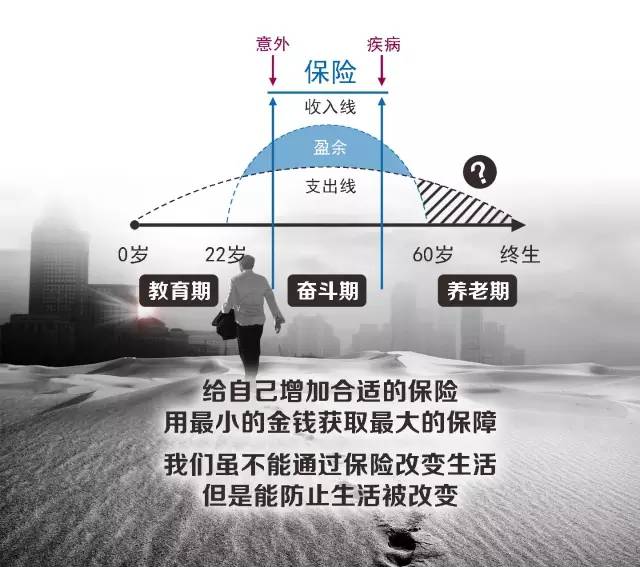 意外
疾病
保险
收入线
盈余
?
支出线
0岁
22岁
60岁
终生
教育期
奋斗期
养老期
给自己增加合适的保险
用最小的金钱获取最大的保障
我们虽不能通过保险改变生活
但是能防止生活被改变